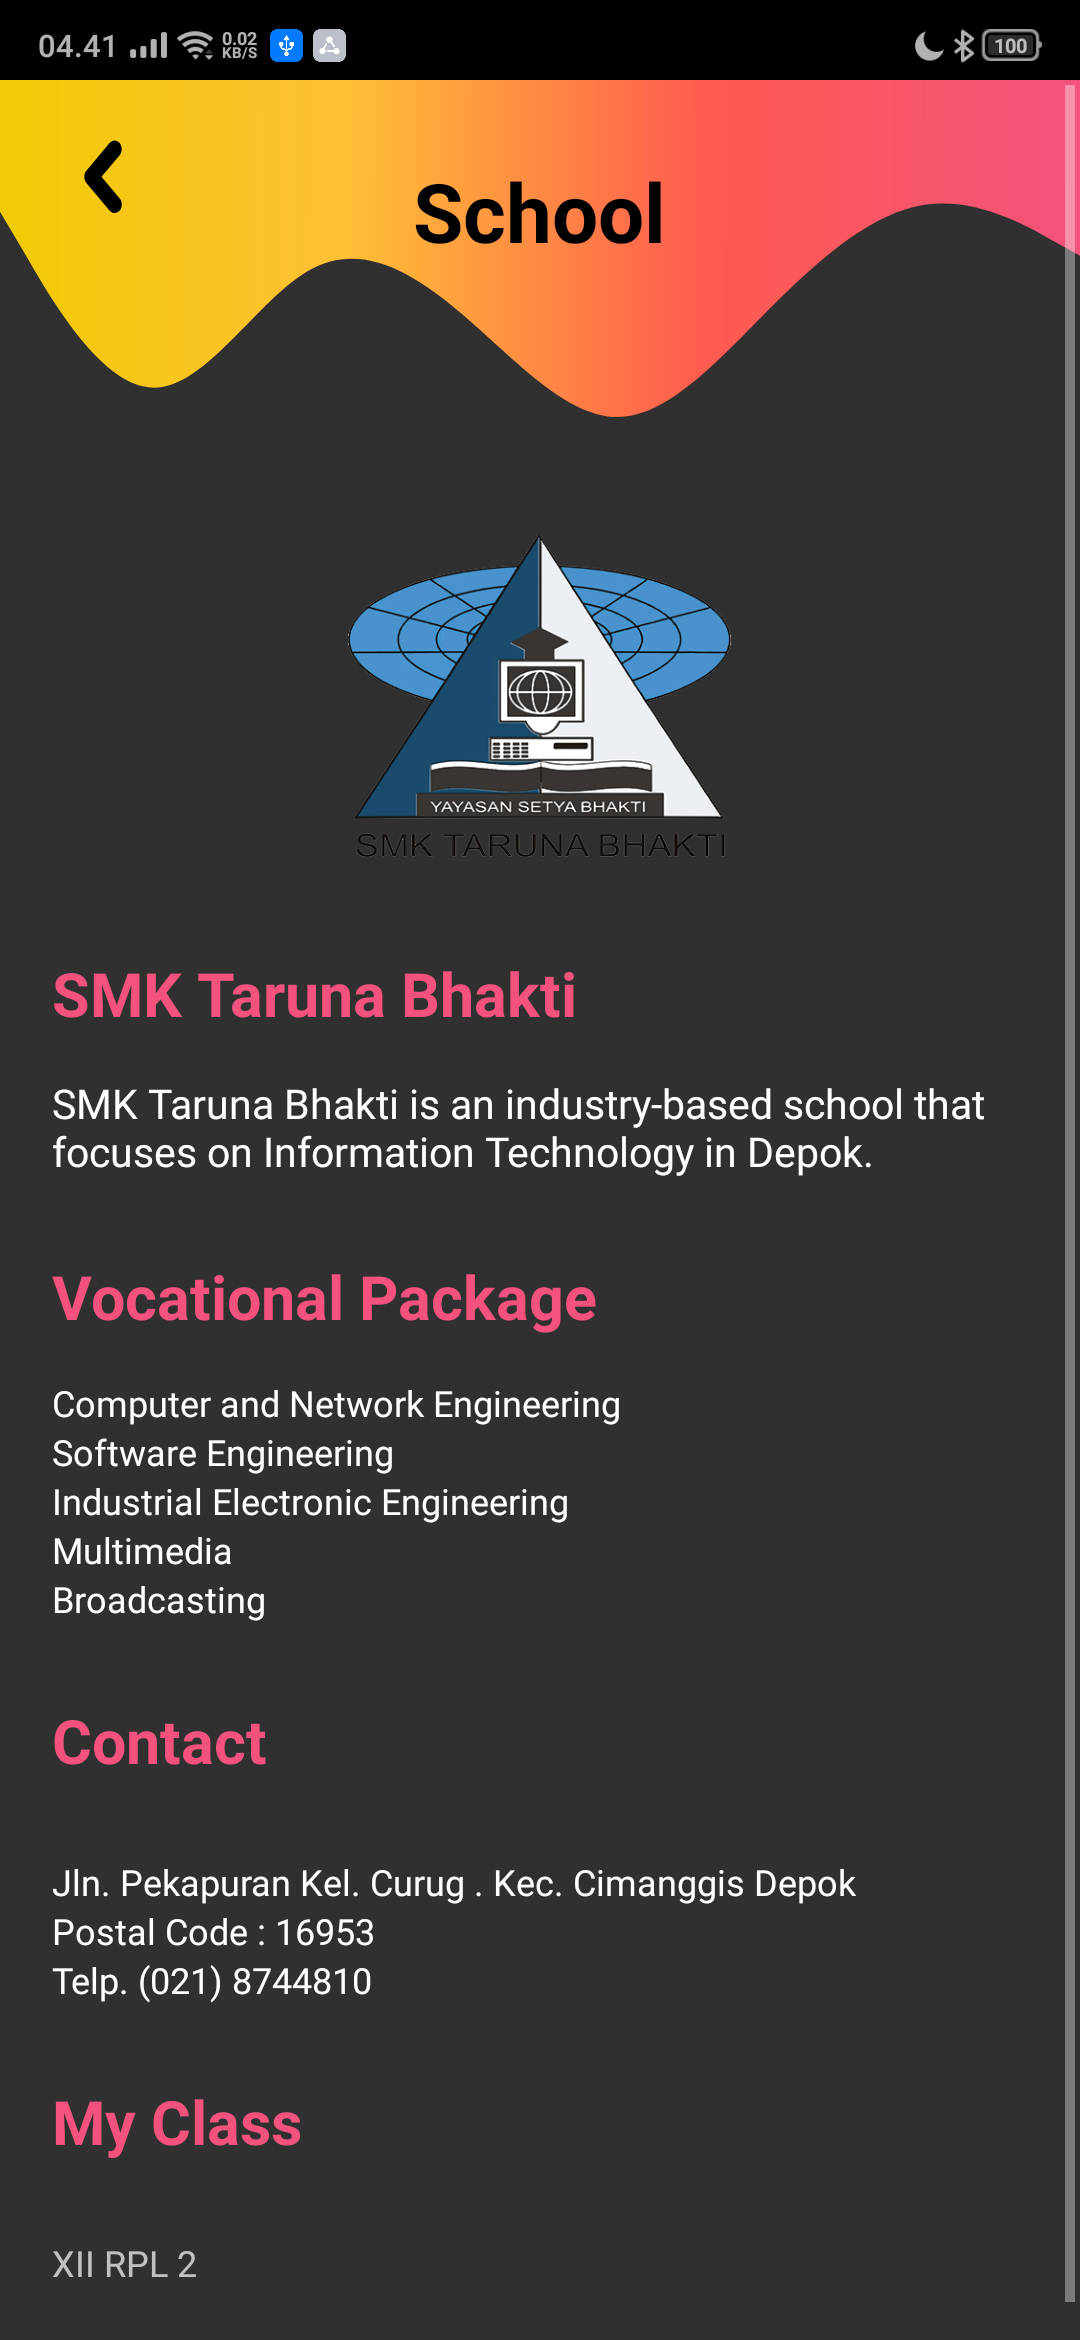 04.41
0.02
KB/S
100
School
YAYASAN SETYA BHAKTI
SMK TARUNA BHAKTI
SMK Taruna Bhakti
SMK Taruna Bhakti is an industry-based school that
focuses on Information Technology in Depok.
Vocational Package
Computer and Network Engineering
Software Engineering
Industrial Electronic Engineering
Multimedia
Broadcasting
Contact
Jln. Pekapuran Kel. Curug . Kec. Cimanggis Depok
Postal Code : 16953
Telp. (021) 8744810
My Class
XII RPL 2